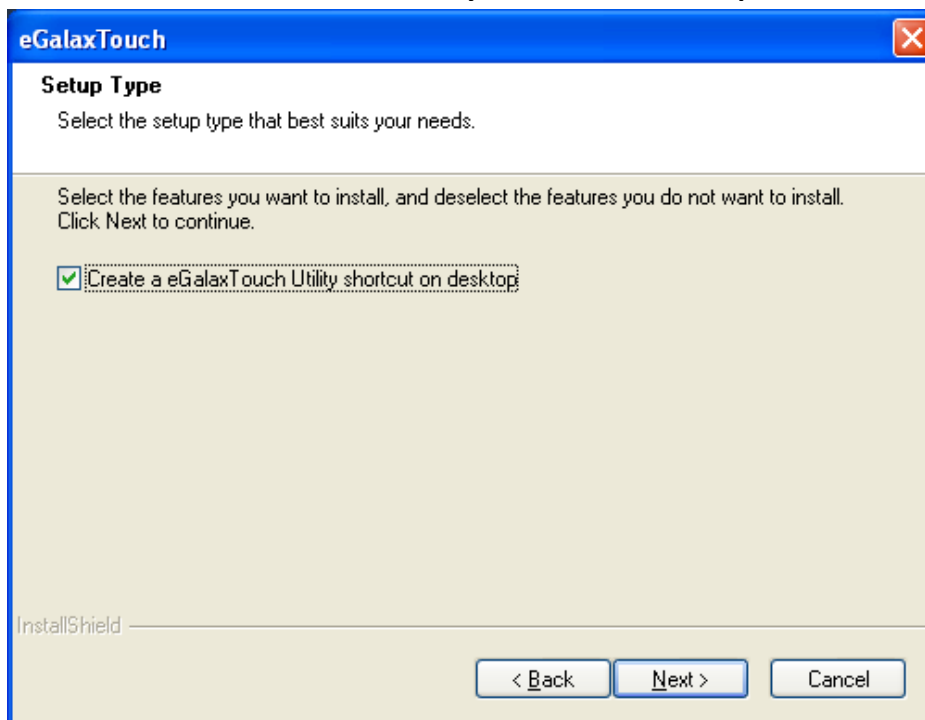 eGalaxTouch
Setup Type
Select the setup type that best suits your needs.
Select the features you want to install, and deselect the features you do not want to install.
Click Next to continue.
Create a eGalaxTouch Utility shortcut on desktop
InstallShield
< Back Next > Cancel